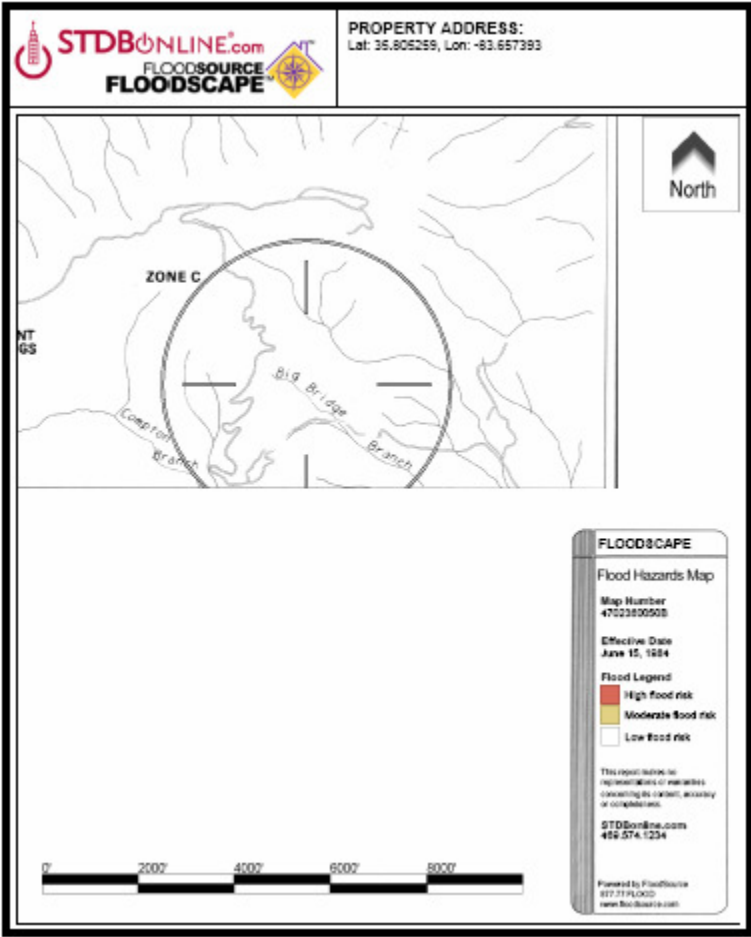 STDBONLINE®.com
FLOODSOURCE
FLOODSCAPE™
PROPERTY ADDRESS:
Lat: 35.805259, Lon: -83.657393
North
ZONE C
NT
GS
Big Bridge
Branch
Compton
Branch
FLOODSCAPE
Flood Hazards Map
Map Number
Effective Date
June 15, 1984
Flood Legend
High flood risk
Moderate flood risk
Low flood risk
This report makes no
representations or warranties
concerning its content, accuracy
or completeness.
STDBonline.com
469.574.1234
Powered by FloodSource
877.77.FLOOD
www.floodsource.com
0' 2000' 4000' 6000' 8000'